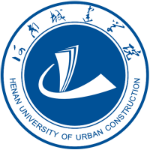 河南城建学院
HENAN UNIVERSITY OF URBAN CONSTRUCTION